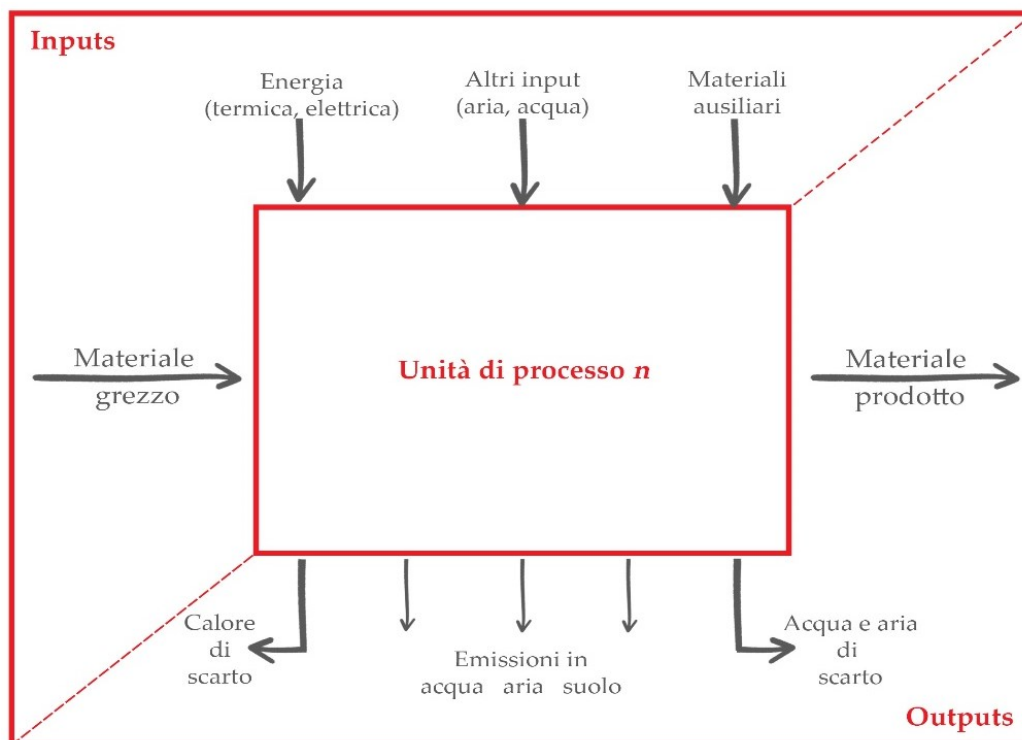 Inputs
Energia
(termica, elettrica)
Altri input
(aria, acqua)
Materiali
ausiliari
Materiale
grezzo
Unità di processo n
Materiale
prodotto
Calore
di
scarto
Emissioni in
acqua aria suolo
Acqua e aria
di
scarto
Outputs